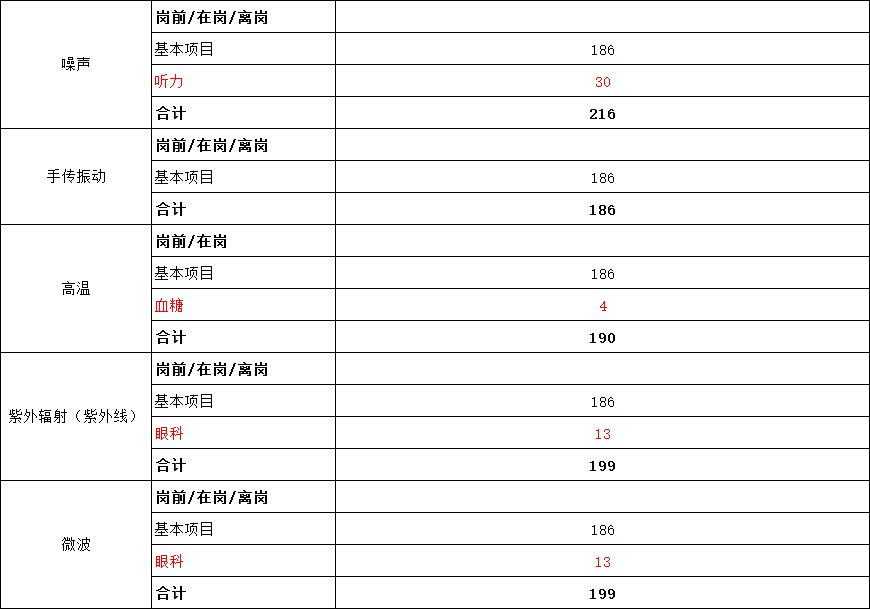 噪声
岗前/在岗/离岗
基本项目 186
听力 30
合计 216
手传振动
岗前/在岗/离岗
基本项目 186
合计 186
高温
岗前/在岗
基本项目 186
血糖 4
合计 190
紫外辐射（紫外线）
岗前/在岗/离岗
基本项目 186
眼科 13
合计 199
微波
岗前/在岗/离岗
基本项目 186
眼科 13
合计 199